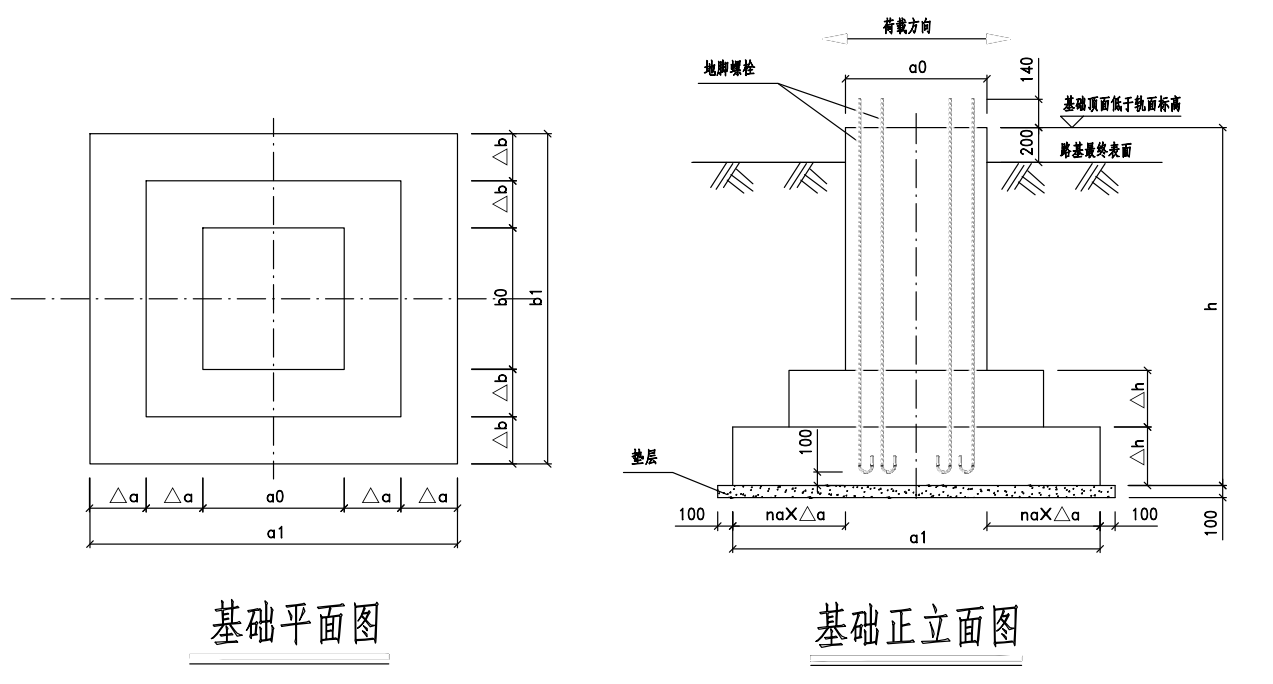 △b
△b
b0
b1
△b
△b
△a
△a
a0
△a
△a
a1
基础平面图
荷载方向
地脚螺栓
a0
140
基础顶面低于轨面标高
200
路基最终表面
h
△h
△h
100
垫层
100
naX△a
naX△a
100
100
a1
基础正立面图